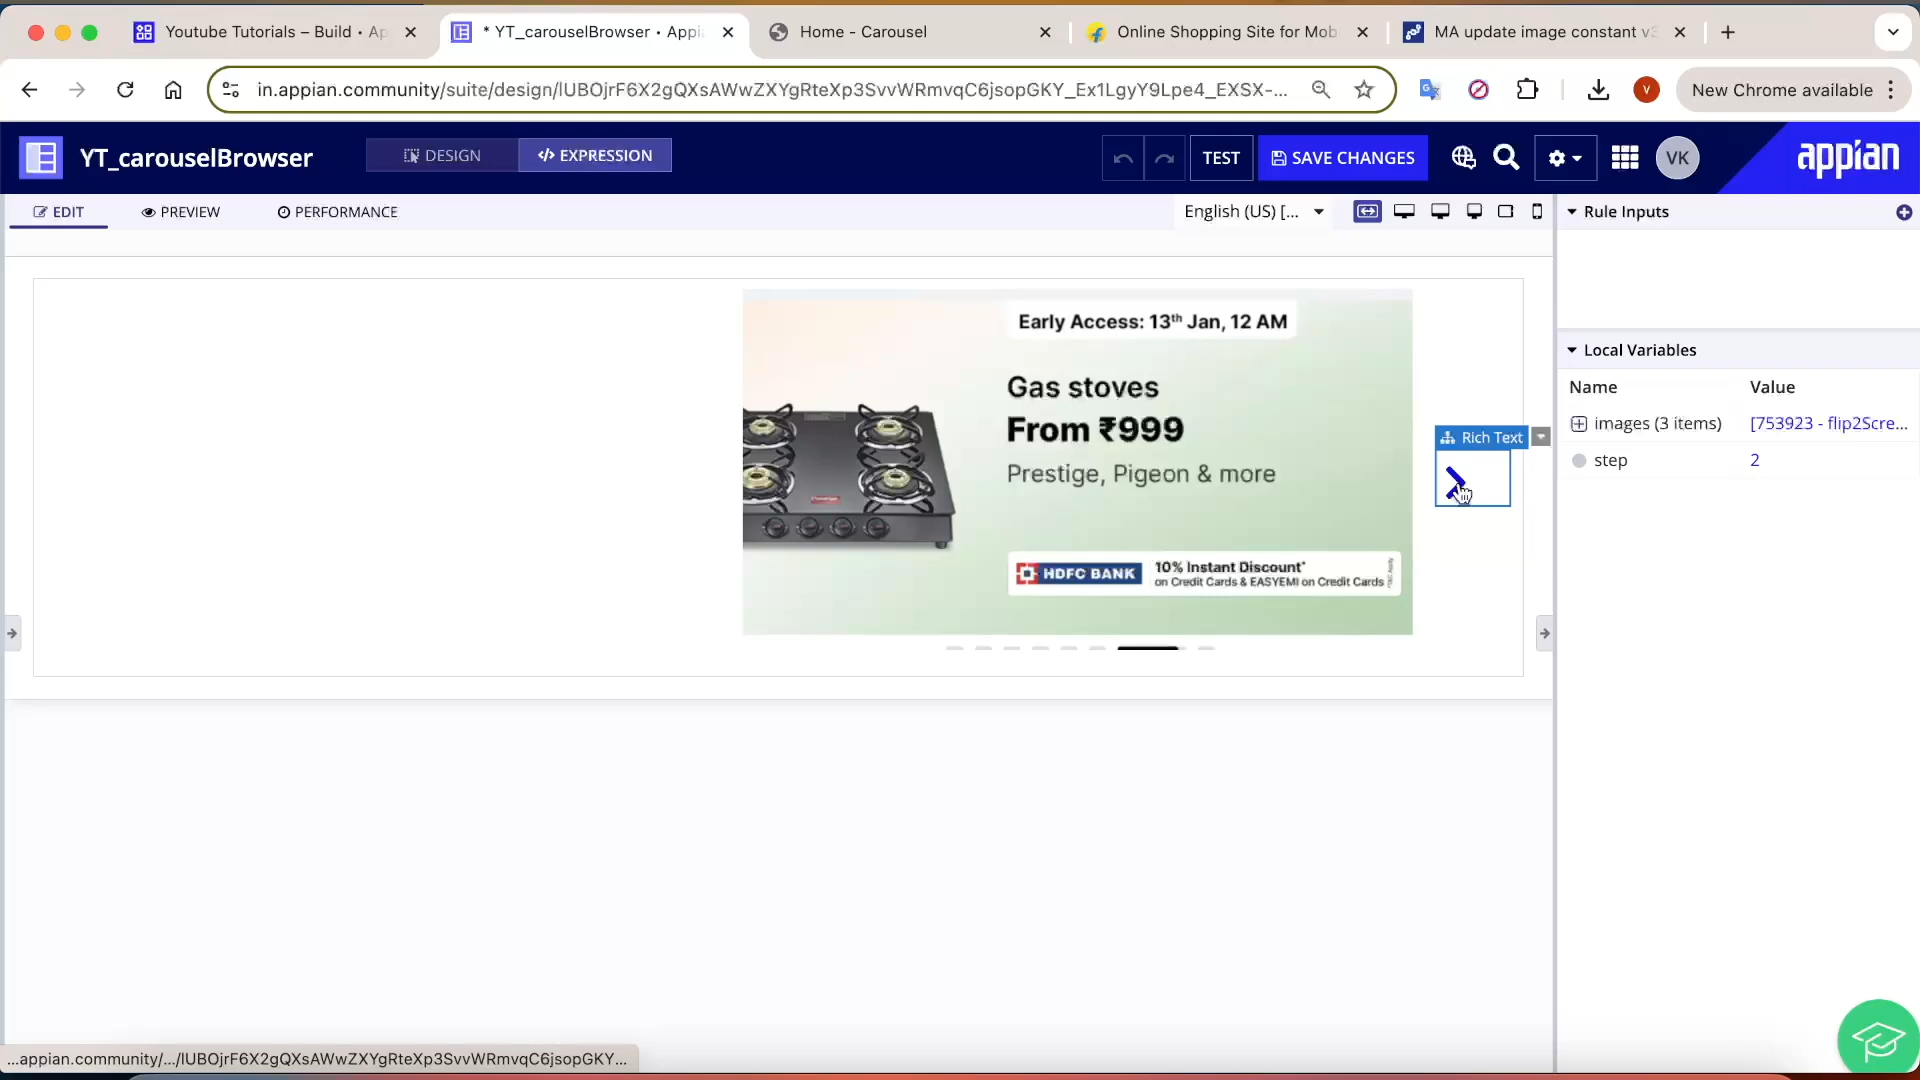 Youtube Tutorials – Build • Ap
* YT_carouselBrowser • Appi
Home - Carousel
Online Shopping Site for Mob
MA update image constant v3
in.appian.community/suite/design/lUBOjrF6X2gQXsAWwZXYgRteXp3SvvWRmvqC6jsopGKY_Ex1LgyY9Lpe4_EXSX-...
V
New Chrome available
YT_carouselBrowser
DESIGN
EXPRESSION
TEST
SAVE CHANGES
VK
appian
EDIT
PREVIEW
PERFORMANCE
English (US) [...
Rule Inputs
Early Access: 13th Jan, 12 AM
Gas stoves
From ₹999
Prestige, Pigeon & more
HDFC BANK
10% Instant Discount*
on Credit Cards & EASYEMI on Credit Cards
Rich Text
Local Variables
Name Value
images (3 items) [753923 - flip2Scre...
step 2
...appian.community/.../lUBOjrF6X2gQXsAWwZXYgRteXp3SvvWRmvqC6jsopGKY...